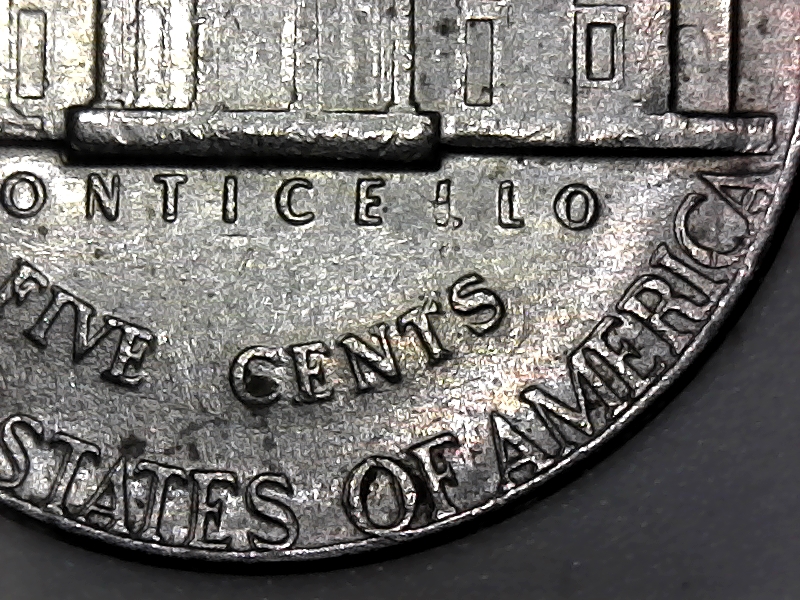 ONTICELLO
FIVE CENTS
STATES OF AMERICA